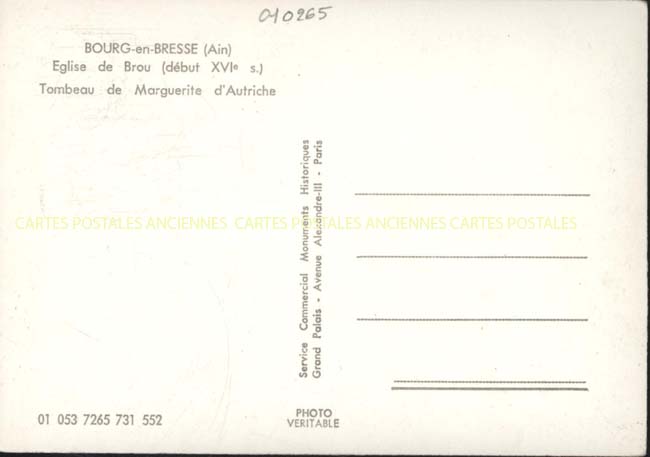 010265
BOURG-en-BRESSE (Ain)
Eglise de Brou (début XVIe s.)
Tombeau de Marguerite d'Autriche
Service Commercial Monuments Historiques
Grand Palais - Avenue Alexandre-III - Paris
CARTES POSTALES ANCIENNES CARTES POSTALES ANCIENNES CARTES POSTALES
01 053 7265 731 552
PHOTO
VERITABLE